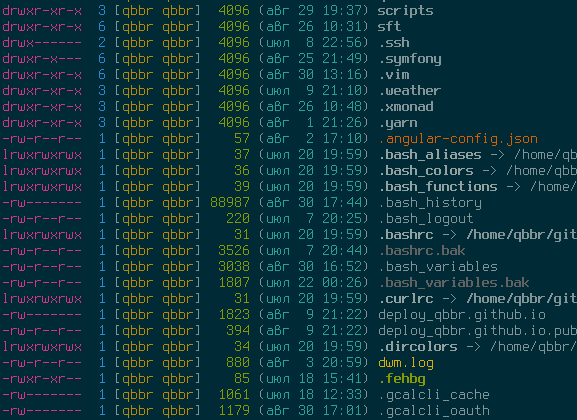 drwxr-xr-x 3 [qbbr qbbr] 4096 (авг 29 19:37) scripts
drwxr-xr-x 6 [qbbr qbbr] 4096 (авг 26 10:31) sft
drwx------ 2 [qbbr qbbr] 4096 (июл 8 22:56) .ssh
drwxr-xr-x 6 [qbbr qbbr] 4096 (авг 25 21:49) .symfony
drwxr-x--- 6 [qbbr qbbr] 4096 (авг 30 13:16) .vim
drwxr-xr-x 3 [qbbr qbbr] 4096 (июл 9 21:10) .weather
drwxr-xr-x 3 [qbbr qbbr] 4096 (авг 26 10:48) .xmonad
drwxr-xr-x 3 [qbbr qbbr] 4096 (авг 1 21:26) .yarn
-rw-r--r-- 1 [qbbr qbbr] 57 (авг 2 17:10) .angular-config.json
lrwxrwxrwx 1 [qbbr qbbr] 37 (июл 20 19:59) .bash_aliases -> /home/qb
lrwxrwxrwx 1 [qbbr qbbr] 36 (июл 20 19:59) .bash_colors -> /home/qbb
lrwxrwxrwx 1 [qbbr qbbr] 39 (июл 20 19:59) .bash_functions -> /home/
-rw------- 1 [qbbr qbbr] 88987 (авг 30 17:44) .bash_history
-rw-r--r-- 1 [qbbr qbbr] 220 (июл 7 20:25) .bash_logout
lrwxrwxrwx 1 [qbbr qbbr] 31 (июл 20 19:59) .bashrc -> /home/qbbr/git
-rw-r--r-- 1 [qbbr qbbr] 3526 (июл 7 20:44) .bashrc.bak
-rw-r--r-- 1 [qbbr qbbr] 3038 (авг 30 16:52) .bash_variables
-rw-r--r-- 1 [qbbr qbbr] 1807 (июл 22 00:26) .bash_variables.bak
lrwxrwxrwx 1 [qbbr qbbr] 31 (июл 20 19:59) .curlrc -> /home/qbbr/git
-rw------- 1 [qbbr qbbr] 1823 (авг 9 21:22) deploy_qbbr.github.io
-rw-r--r-- 1 [qbbr qbbr] 394 (авг 9 21:22) deploy_qbbr.github.io.pub
lrwxrwxrwx 1 [qbbr qbbr] 34 (июл 20 19:59) .dircolors -> /home/qbbr/
-rw-r--r-- 1 [qbbr qbbr] 880 (авг 3 20:59) dwm.log
-rwxr-xr-- 1 [qbbr qbbr] 85 (июл 18 15:41) .fehbg
-rw------- 1 [qbbr qbbr] 1061 (июл 18 12:33) .gcalcli_cache
-rw------- 1 [qbbr qbbr] 1179 (авг 30 17:01) .gcalcli_oauth